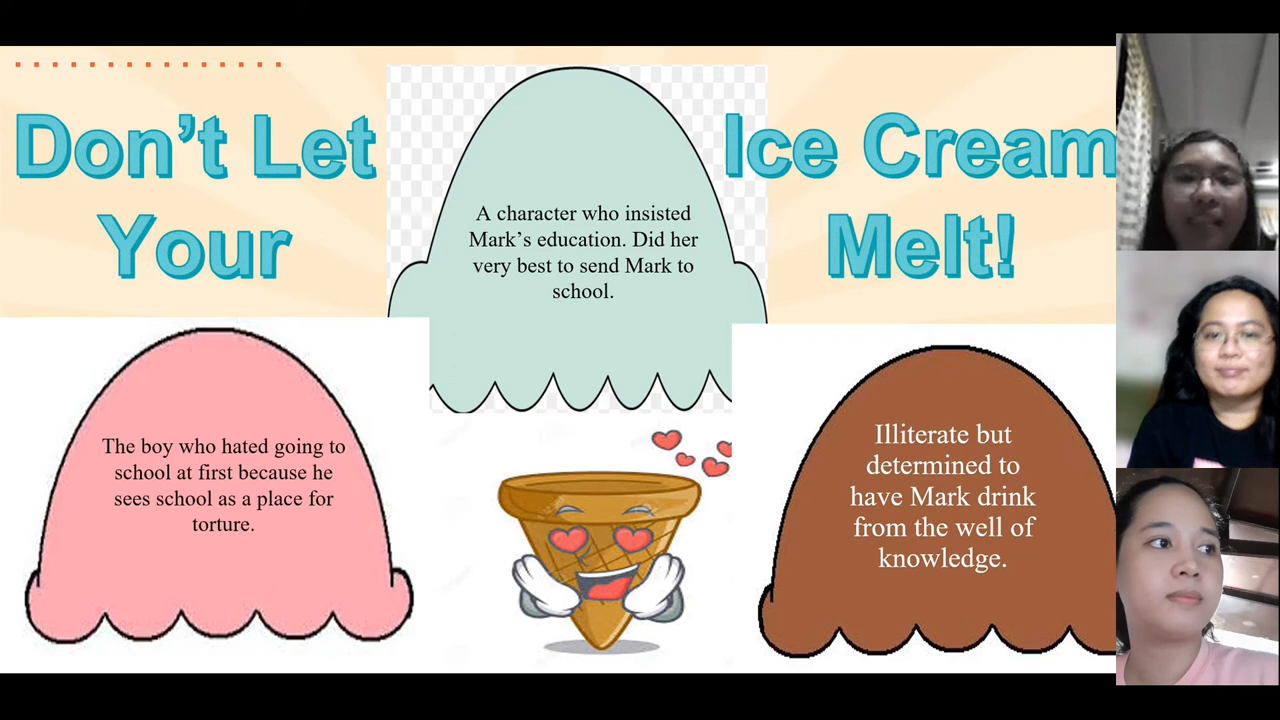 Don't Let
Your
Ice Cream
Melt!
A character who insisted
Mark's education. Did her
very best to send Mark to
school.
The boy who hated going to
school at first because he
sees school as a place for
torture.
Illiterate but
determined to
have Mark drink
from the well of
knowledge.